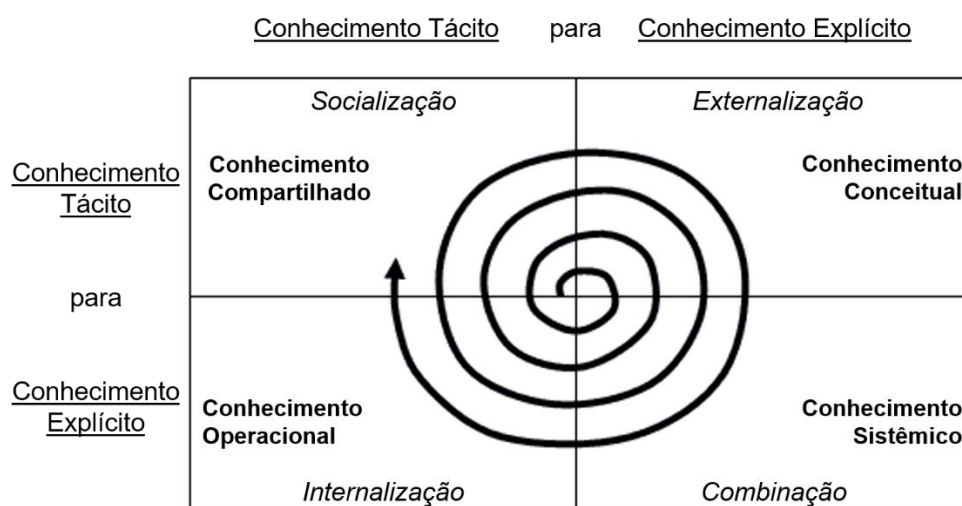 Conhecimento Tácito para Conhecimento Explícito
Socialização
Externalização
Conhecimento
Tácito
Conhecimento
Compartilhado
Conhecimento
Conceitual
para
Conhecimento
Explícito
Conhecimento
Operacional
Conhecimento
Sistêmico
Internalização
Combinação